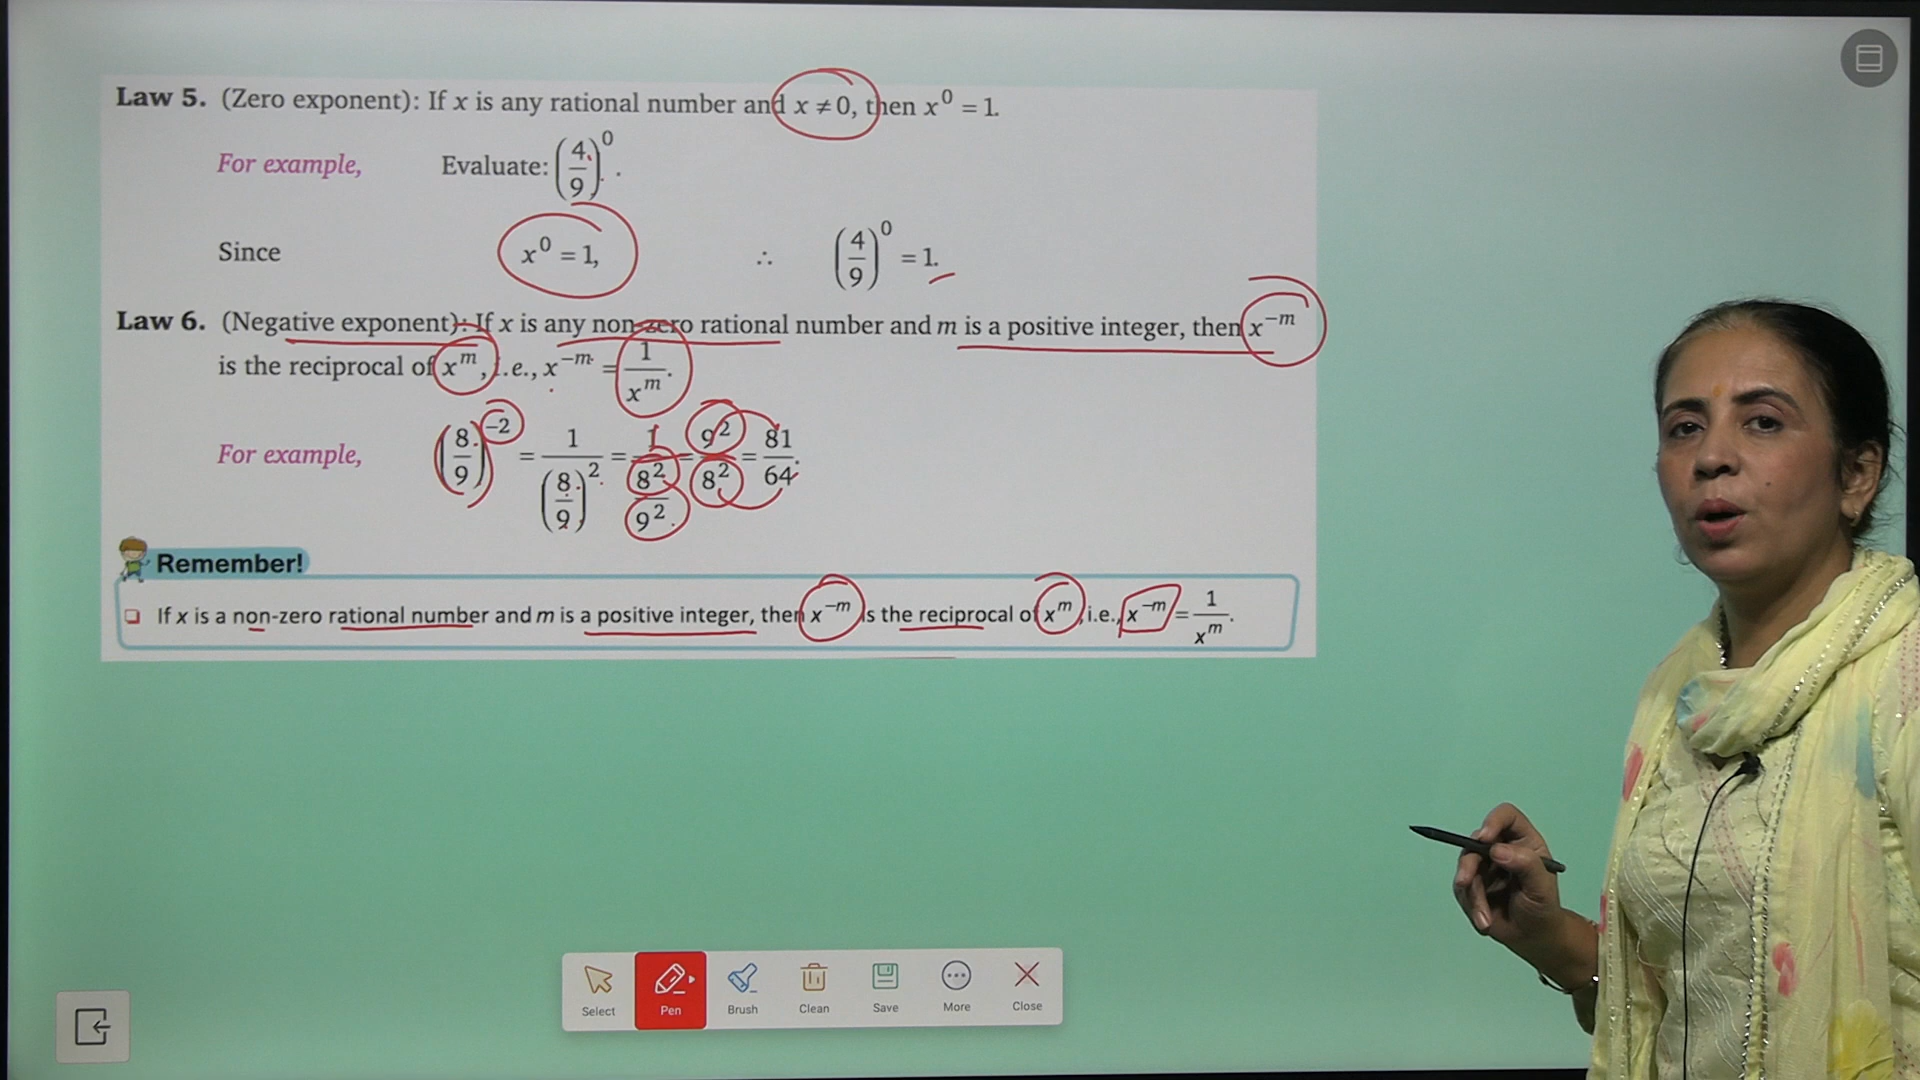 Law 5. (Zero exponent): If x is any rational number and x ≠ 0, then x⁰ = 1.
For example, Evaluate: (4/9)⁰.
Since x⁰ = 1, ∴ (4/9)⁰ = 1.
Law 6. (Negative exponent): If x is any non-zero rational number and m is a positive integer, then x⁻ᵐ
is the reciprocal of xᵐ, i.e., x⁻ᵐ = 1/xᵐ.
For example, (8/9)⁻² = 1/(8/9)² = 1/(8²/9²) = 9²/8² = 81/64.
Remember!
❑ If x is a non-zero rational number and m is a positive integer, then x⁻ᵐ is the reciprocal of xᵐ, i.e., x⁻ᵐ = 1/xᵐ.
Select Pen Brush Clean Save More Close